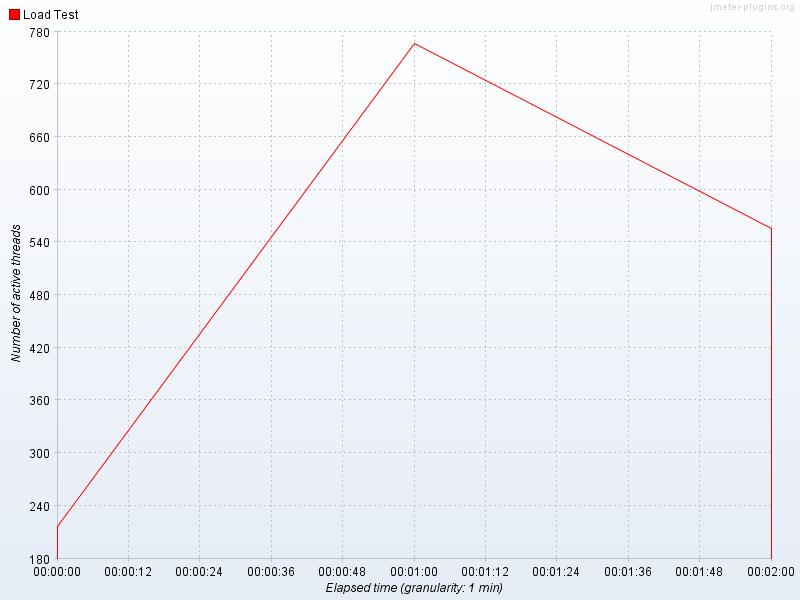 jmeter-plugins.org
Load Test
780
720
660
600
540
480
420
360
300
240
180
Number of active threads
00:00:00 00:00:12 00:00:24 00:00:36 00:00:48 00:01:00 00:01:12 00:01:24 00:01:36 00:01:48 00:02:00
Elapsed time (granularity: 1 min)